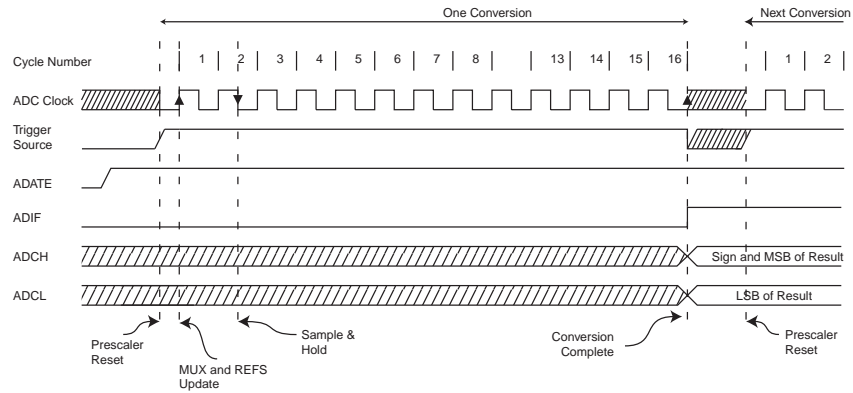 One Conversion
Next Conversion
Cycle Number
1 2 3 4 5 6 7 8 13 14 15 16 1 2
ADC Clock
Trigger
Source
ADATE
ADIF
ADCH
Sign and MSB of Result
ADCL
LSB of Result
Prescaler
Reset
MUX and REFS
Update
Sample &
Hold
Conversion
Complete
Prescaler
Reset